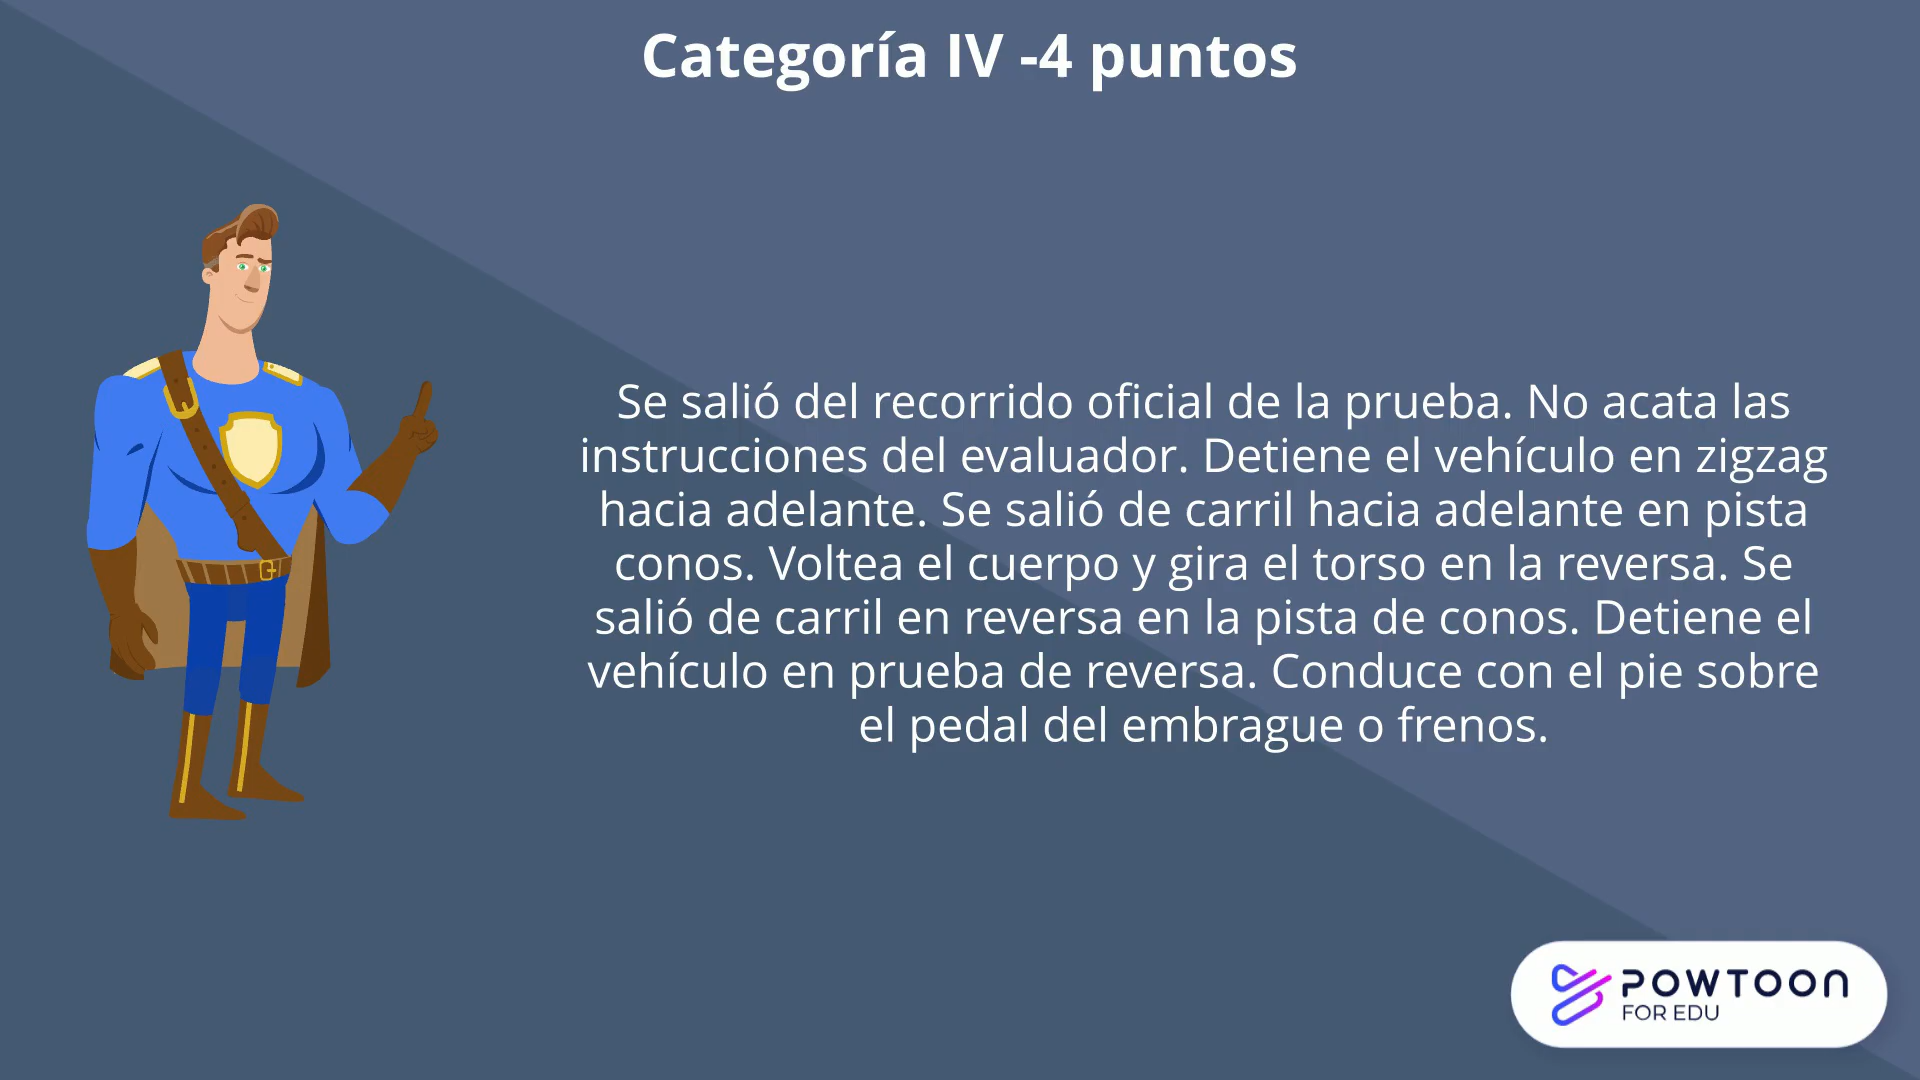 Categoría IV -4 puntos
Se salió del recorrido oficial de la prueba. No acata las
instrucciones del evaluador. Detiene el vehículo en zigzag
hacia adelante. Se salió de carril hacia adelante en pista
conos. Voltea el cuerpo y gira el torso en la reversa. Se
salió de carril en reversa en la pista de conos. Detiene el
vehículo en prueba de reversa. Conduce con el pie sobre
el pedal del embrague o frenos.
POWTOON
FOR EDU